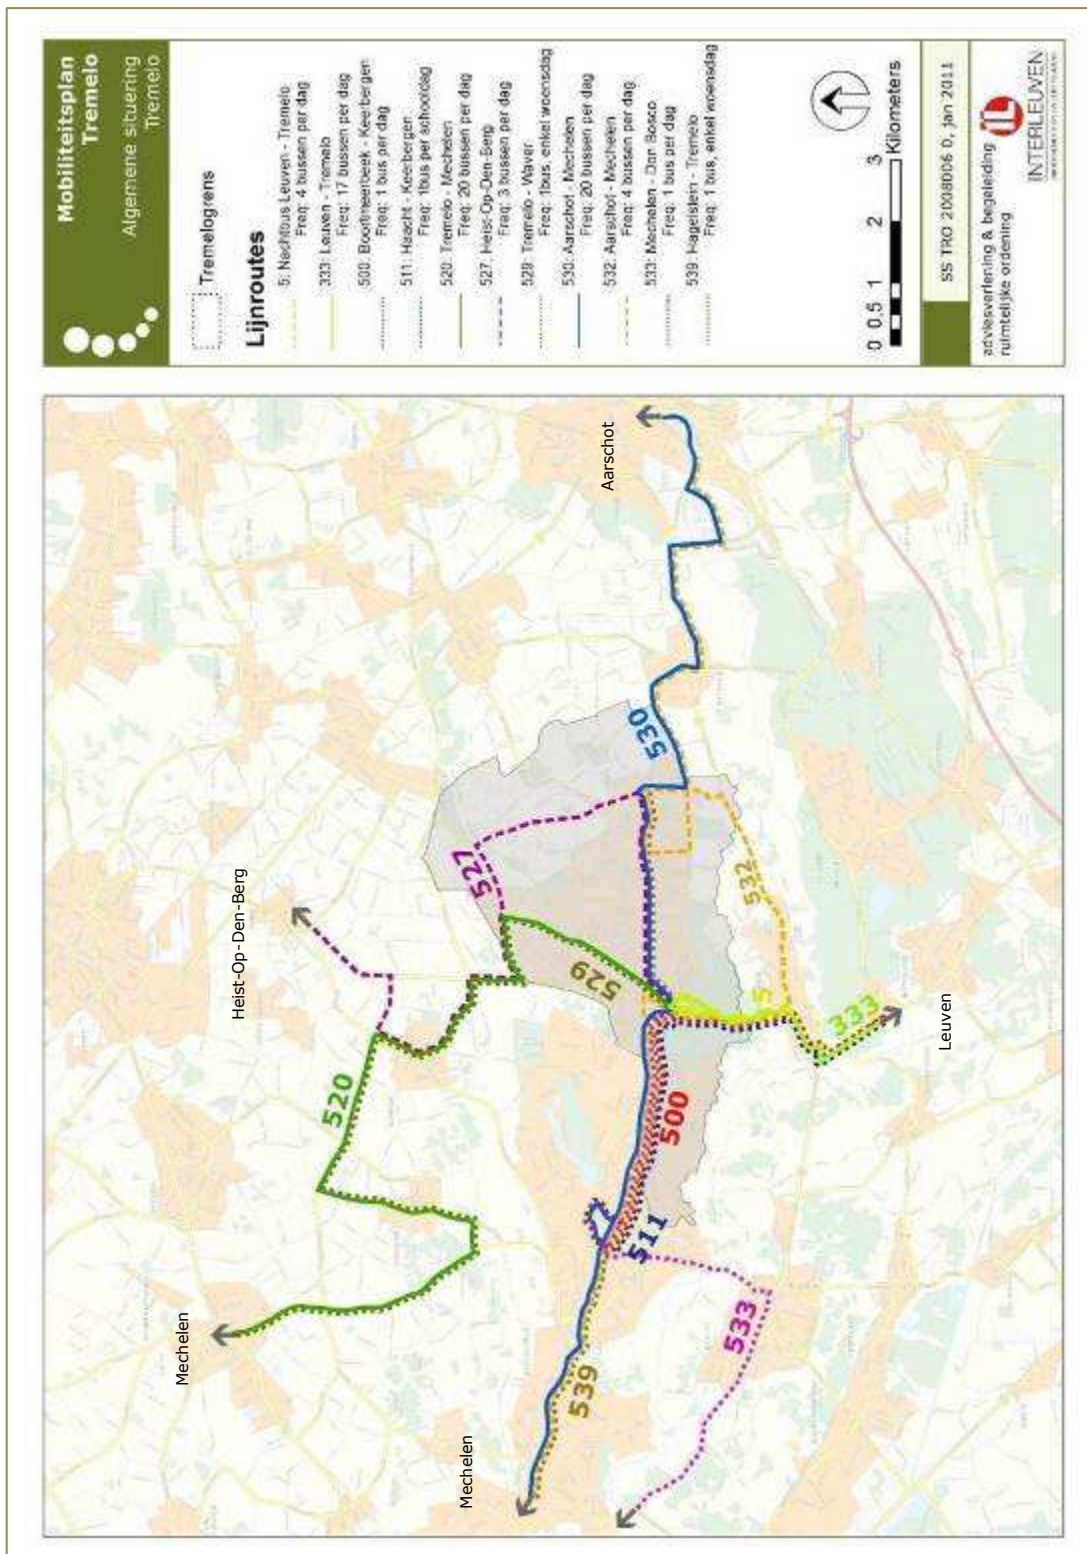 Mobiliteitsplan
Tremelo
Algemene situering
Tremelo
Tremelogrens
Lijnroutes
5: Nachtbus Leuven - Tremelo
Freq: 4 bussen per dag
333: Leuven - Tremelo
Freq: 17 bussen per dag
500: Boortmeerbeek - Keerbergen
Freq: 1 bus per dag
511: Haacht - Keerbergen
Freq: 1bus per schooldag
520: Tremelo - Mechelen
Freq: 20 bussen per dag
527: Heist-Op-Den-Berg
Freq: 3 bussen per dag
529: Tremelo - Waver
Freq: 1bus, enkel woensdag
530: Aarschot - Mechelen
Freq: 20 bussen per dag
532: Aarschot - Mechelen
Freq: 4 bussen per dag
533: Mechelen - Don Bosco
Freq: 1 bus per dag
539: Hagelstein - Tremelo
Freq: 1 bus, enkel woensdag
0 0.5 1 2 3
Kilometers
SS TRO 2008006 0, jan 2011
adviesverlening & begeleiding
ruimtelijke ordening
INTERLEUVEN
Mechelen
Heist-Op-Den-Berg
520
527
529
Aarschot
530
Mechelen
539
511
500
5
532
533
333
Leuven